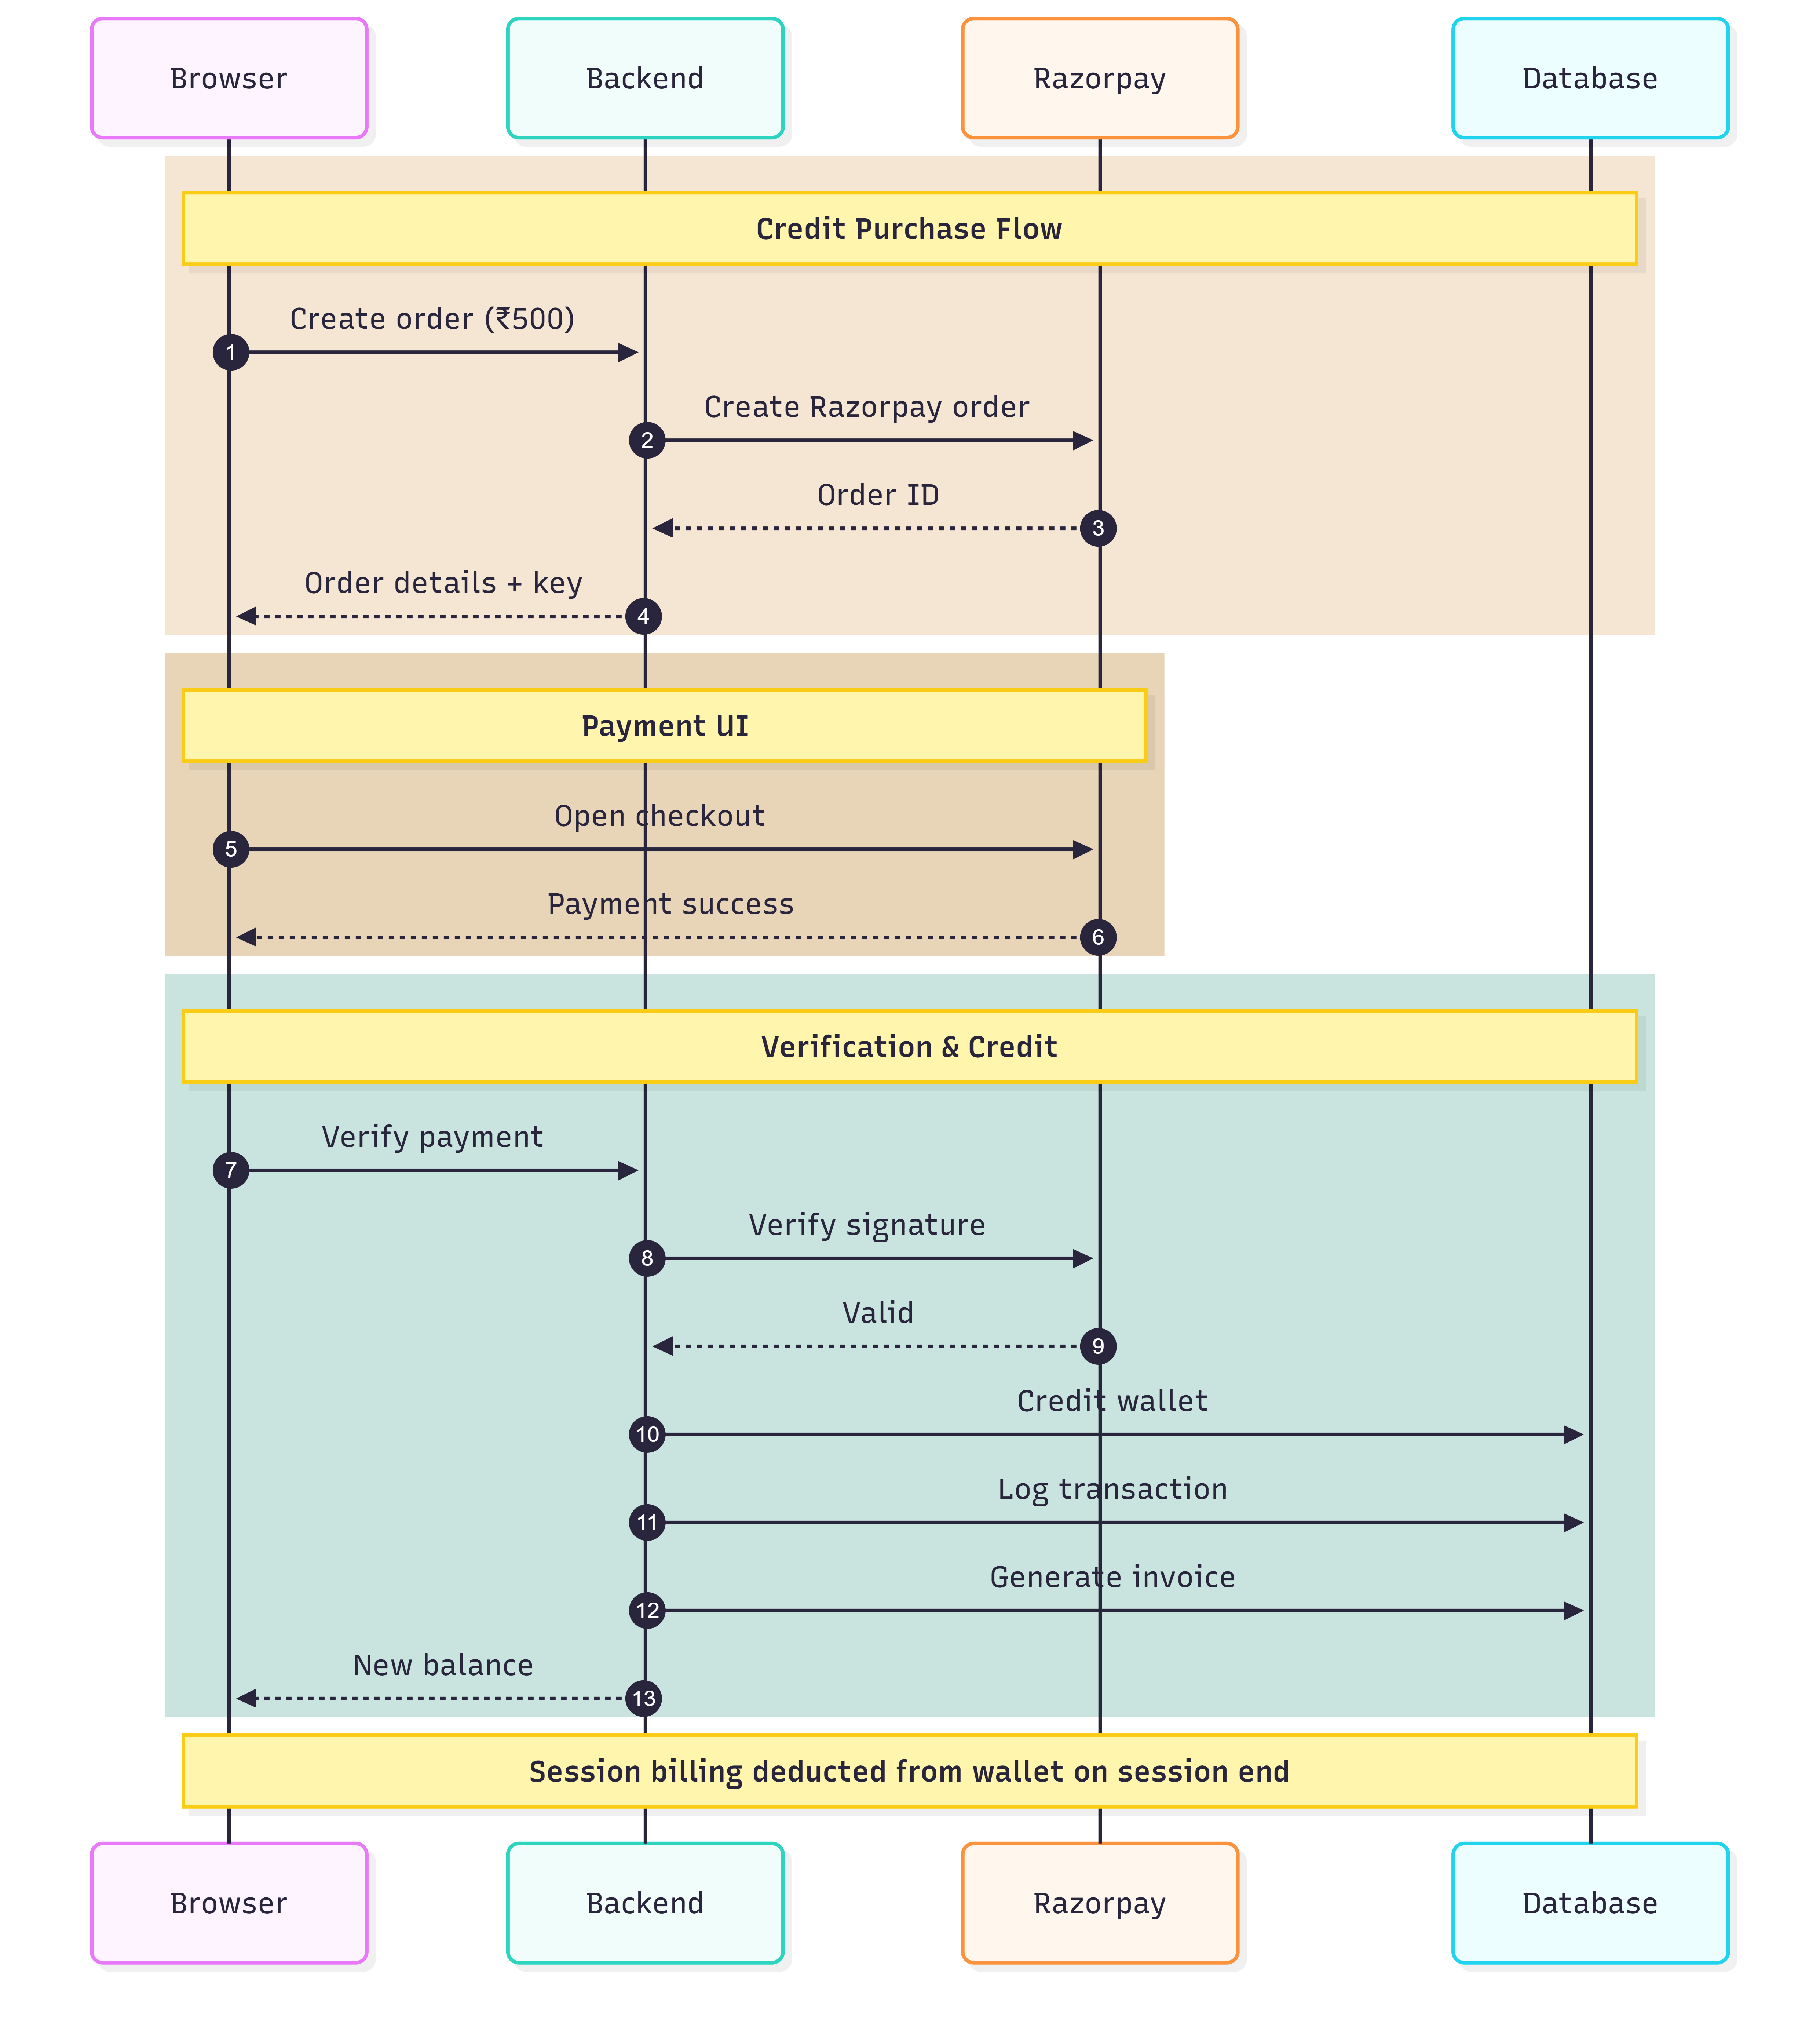 Browser
Backend
Razorpay
Database
Credit Purchase Flow
Create order (₹500)
1
Create Razorpay order
2
Order ID
3
Order details + key
4
Payment UI
Open checkout
5
Payment success
6
Verification & Credit
Verify payment
7
Verify signature
8
Valid
9
Credit wallet
10
Log transaction
11
Generate invoice
12
New balance
13
Session billing deducted from wallet on session end
Browser
Backend
Razorpay
Database